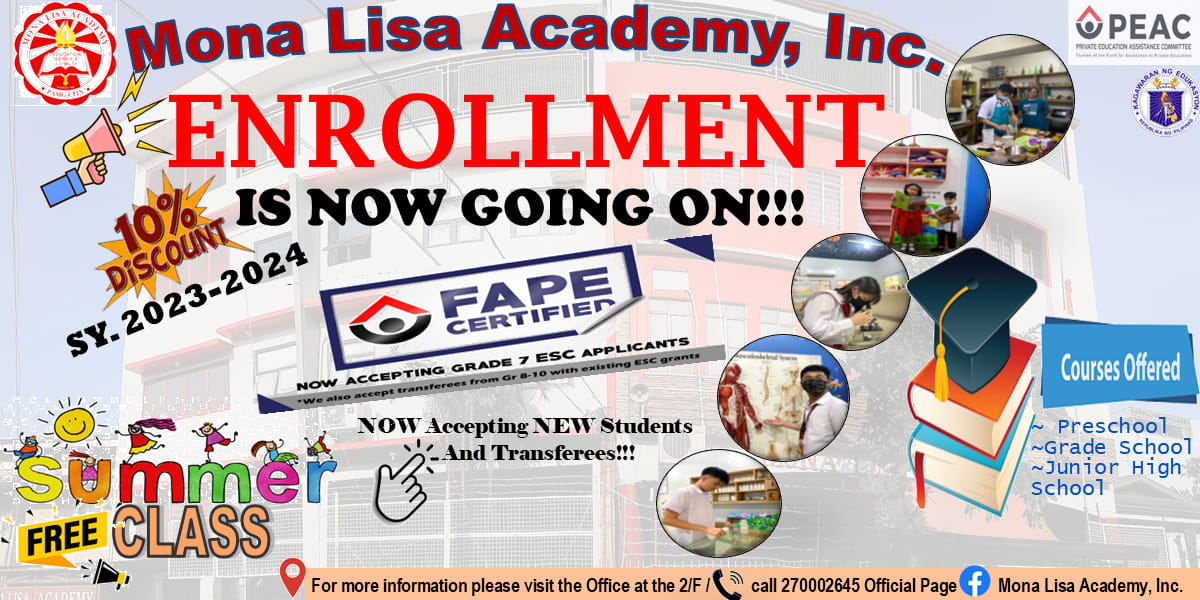 MONA LISA ACADEMY
PASIG CITY
Mona Lisa Academy, Inc.
PEAC
PRIVATE EDUCATION ASSISTANCE COMMITTEE
Trustee of the Fund for Assistance to Private Education
KAGAWARAN NG EDUKASYON
REPUBLIKA NG PILIPINAS
ENROLLMENT
IS NOW GOING ON!!!
10%
DISCOUNT
SY. 2023-2024
FAPE
CERTIFIED
NOW ACCEPTING GRADE 7 ESC APPLICANTS
*We also accept transferees from Gr 8-10 with existing ESC grants
NOW Accepting NEW Students
And Transferees!!!
Summer
FREE CLASS
Courses Offered
~ Preschool
~Grade School
~Junior High
School
For more information please visit the Office at the 2/F / call 270002645 Official Page Mona Lisa Academy, Inc.